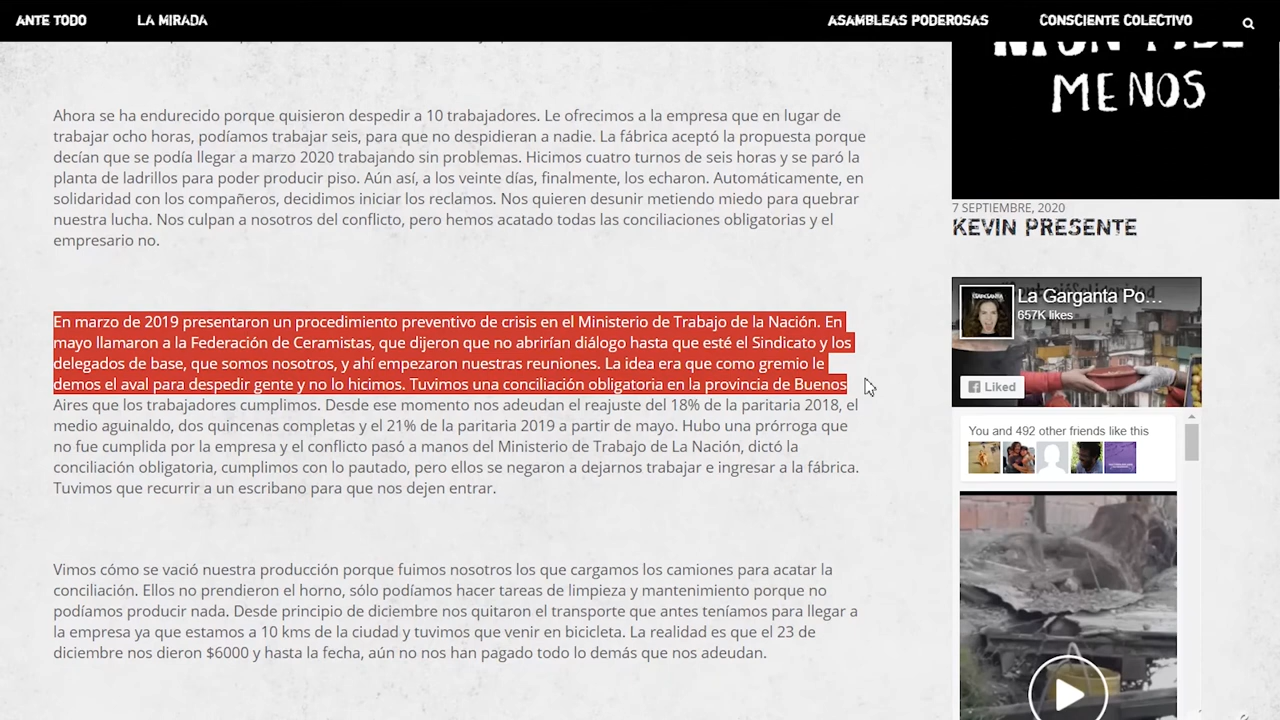 ANTE TODO
LA MIRADA
ASAMBLEAS PODEROSAS
CONSCIENTE COLECTIVO
Ahora se ha endurecido porque quisieron despedir a 10 trabajadores. Le ofrecimos a la empresa que en lugar de
trabajar ocho horas, podíamos trabajar seis, para que no despidieran a nadie. La fábrica aceptó la propuesta porque
decían que se podía llegar a marzo 2020 trabajando sin problemas. Hicimos cuatro turnos de seis horas y se paró la
planta de ladrillos para poder producir piso. Aún así, a los veinte días, finalmente, los echaron. Automáticamente, en
solidaridad con los compañeros, decidimos iniciar los reclamos. Nos quieren desunir metiendo miedo para quebrar
nuestra lucha. Nos culpan a nosotros del conflicto, pero hemos acatado todas las conciliaciones obligatorias y el
empresario no.
En marzo de 2019 presentaron un procedimiento preventivo de crisis en el Ministerio de Trabajo de la Nación. En
mayo llamaron a la Federación de Ceramistas, que dijeron que no abrirían diálogo hasta que esté el Sindicato y los
delegados de base, que somos nosotros, y ahí empezaron nuestras reuniones. La idea era que como gremio le
demos el aval para despedir gente y no lo hicimos. Tuvimos una conciliación obligatoria en la provincia de Buenos
Aires que los trabajadores cumplimos. Desde ese momento nos adeudan el reajuste del 18% de la paritaria 2018, el
medio aguinaldo, dos quincenas completas y el 21% de la paritaria 2019 a partir de mayo. Hubo una prórroga que
no fue cumplida por la empresa y el conflicto pasó a manos del Ministerio de Trabajo de La Nación, dictó la
conciliación obligatoria, cumplimos con lo pautado, pero ellos se negaron a dejarnos trabajar e ingresar a la fábrica.
Tuvimos que recurrir a un escribano para que nos dejen entrar.
Vimos cómo se vació nuestra producción porque fuimos nosotros los que cargamos los camiones para acatar la
conciliación. Ellos no prendieron el horno, sólo podíamos hacer tareas de limpieza y mantenimiento porque no
podíamos producir nada. Desde principio de diciembre nos quitaron el transporte que antes teníamos para llegar a
la empresa ya que estamos a 10 kms de la ciudad y tuvimos que venir en bicicleta. La realidad es que el 23 de
diciembre nos dieron $6000 y hasta la fecha, aún no nos han pagado todo lo demás que nos adeudan.
MENOS
7 SEPTIEMBRE, 2020
KEVIN PRESENTE
La Garganta Po...
657K likes
Liked
You and 492 other friends like this